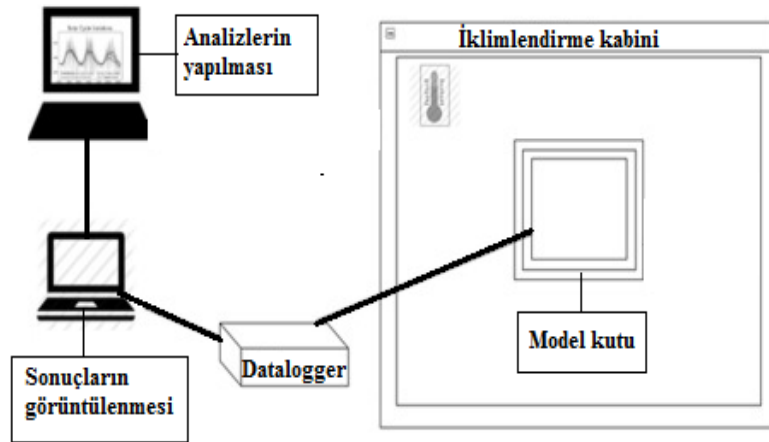 Analizlerin
yapılması
İklimlendirme kabini
Model kutu
Datalogger
Sonuçların
görüntülenmesi